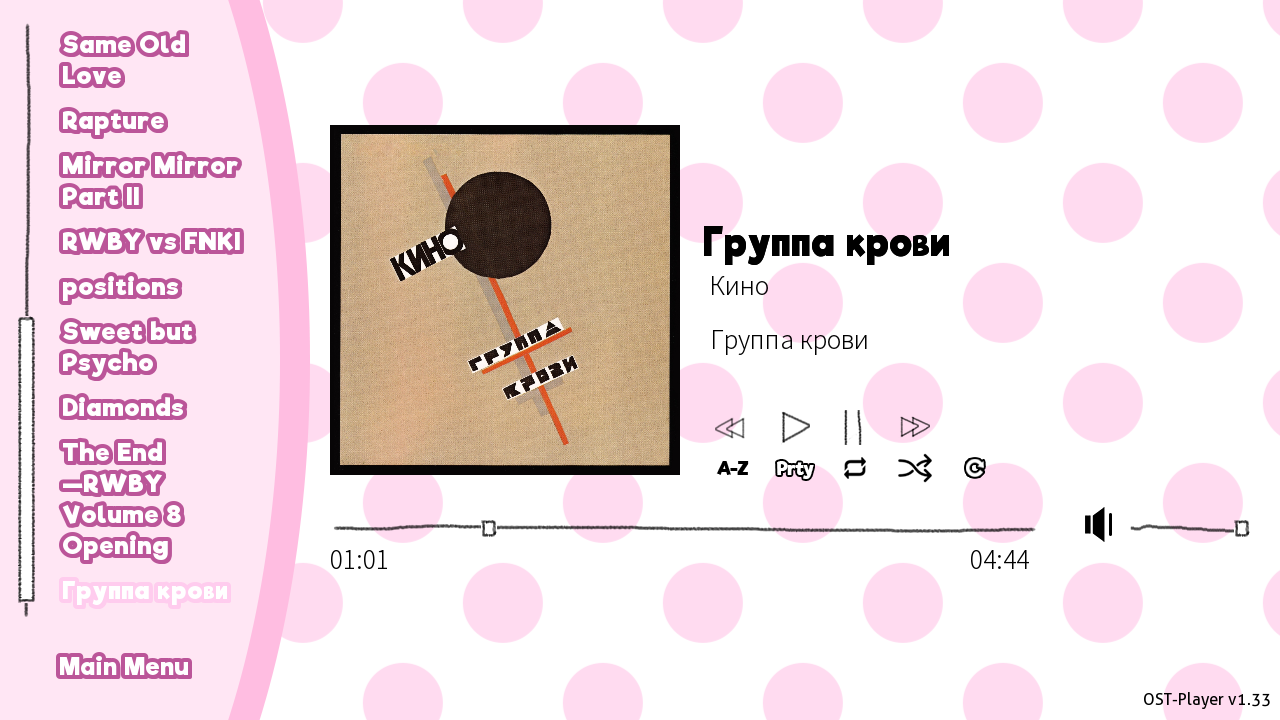 Same Old
Love
Rapture
Mirror Mirror
Part II
RWBY vs FNKI
positions
Sweet but
Psycho
Diamonds
The End
—RWBY
Volume 8
Opening
Группа крови
Main Menu
КИНО
ГРУППА
КРОВИ
Группа крови
Кино
Группа крови
A-Z Prty
01:01
04:44
OST-Player v1.33